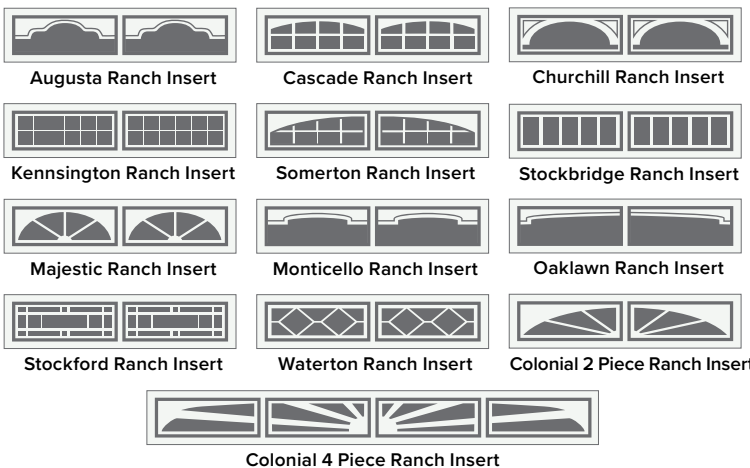 Augusta Ranch Insert
Cascade Ranch Insert
Churchill Ranch Insert
Kennsington Ranch Insert
Somerton Ranch Insert
Stockbridge Ranch Insert
Majestic Ranch Insert
Monticello Ranch Insert
Oaklawn Ranch Insert
Stockford Ranch Insert
Waterton Ranch Insert
Colonial 2 Piece Ranch Insert
Colonial 4 Piece Ranch Insert